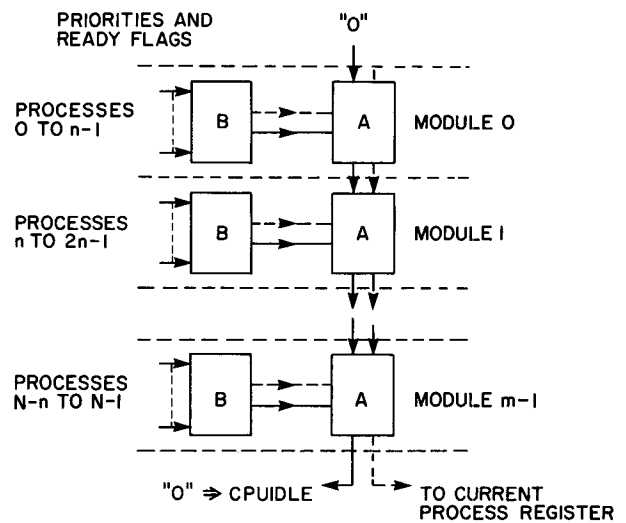 PRIORITIES AND
READY FLAGS
"O"
PROCESSES
O TO n-1
B
A
MODULE O
PROCESSES
n TO 2n-1
B
A
MODULE 1
PROCESSES
N-n TO N-1
B
A
MODULE m-1
"O" ⇒ CPUIDLE
TO CURRENT
PROCESS REGISTER